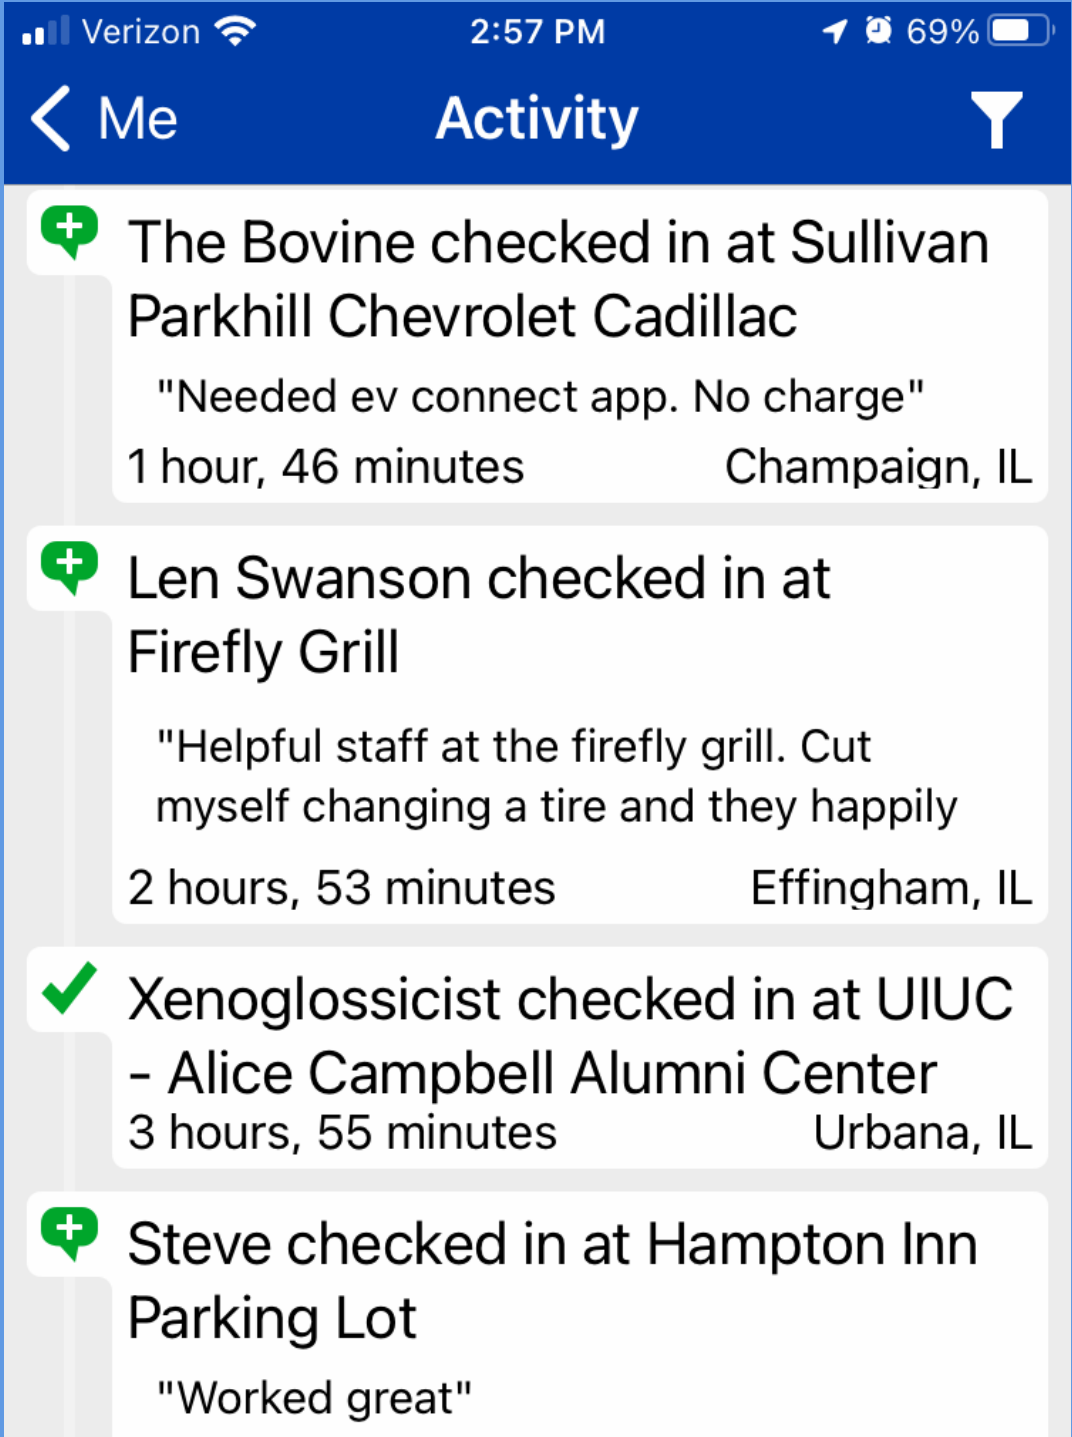 Verizon 2:57 PM 69%
Me Activity
The Bovine checked in at Sullivan
Parkhill Chevrolet Cadillac
"Needed ev connect app. No charge"
1 hour, 46 minutes Champaign, IL
Len Swanson checked in at
Firefly Grill
"Helpful staff at the firefly grill. Cut
myself changing a tire and they happily
2 hours, 53 minutes Effingham, IL
Xenoglossicist checked in at UIUC
- Alice Campbell Alumni Center
3 hours, 55 minutes Urbana, IL
Steve checked in at Hampton Inn
Parking Lot
"Worked great"